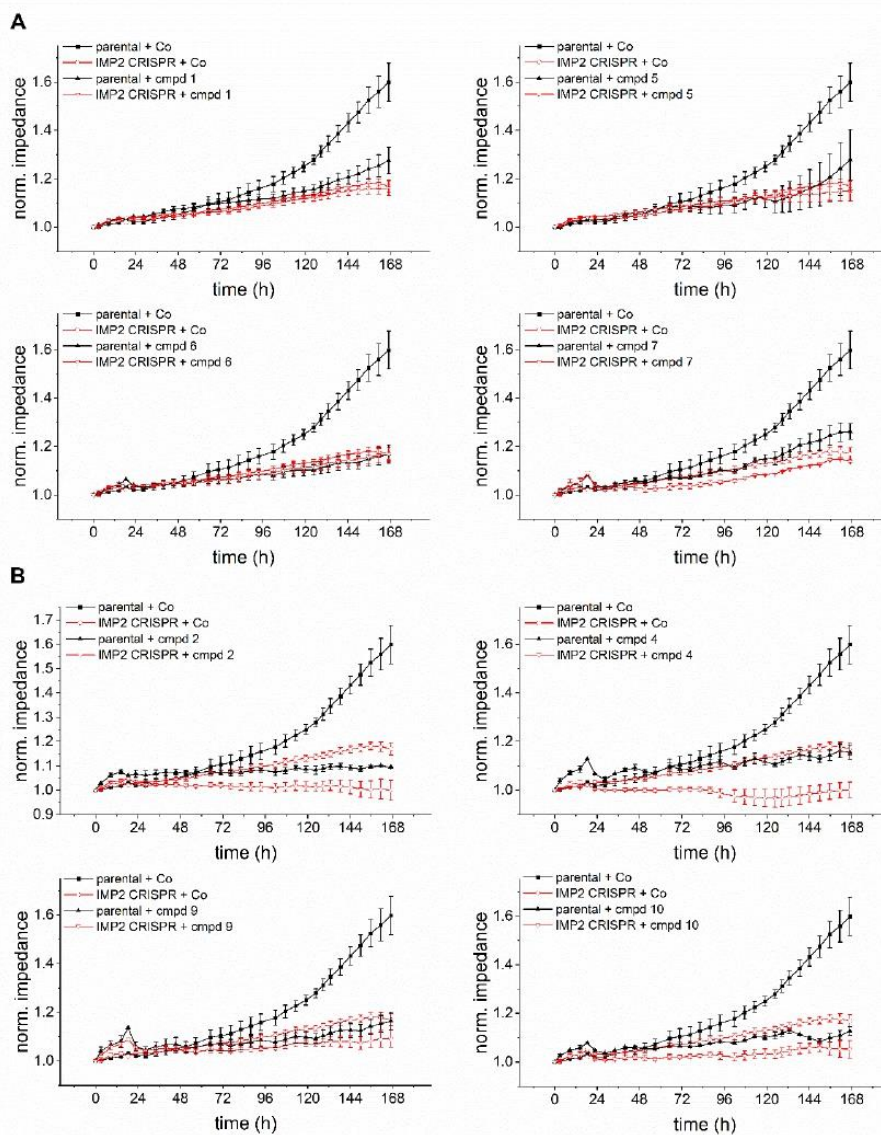 A
parental + Co
IMP2 CRISPR + Co
parental + cmpd 1
IMP2 CRISPR + cmpd 1
1.6
1.4
1.2
1.0
norm. impedance
0 24 48 72 96 120 144 168
time (h)
parental + Co
IMP2 CRISPR + Co
parental + cmpd 5
IMP2 CRISPR + cmpd 5
1.6
1.4
1.2
1.0
norm. impedance
0 24 48 72 96 120 144 168
time (h)
parental + Co
IMP2 CRISPR + Co
parental + cmpd 6
IMP2 CRISPR + cmpd 6
1.6
1.4
1.2
1.0
norm. impedance
0 24 48 72 96 120 144 168
time (h)
parental + Co
IMP2 CRISPR + Co
parental + cmpd 7
IMP2 CRISPR + cmpd 7
1.6
1.4
1.2
1.0
norm. impedance
0 24 48 72 96 120 144 168
time (h)
B
parental + Co
IMP2 CRISPR + Co
parental + cmpd 2
IMP2 CRISPR + cmpd 2
1.7
1.6
1.5
1.4
1.3
1.2
1.1
1.0
0.9
norm. impedance
0 24 48 72 96 120 144 168
time (h)
parental + Co
IMP2 CRISPR + Co
parental + cmpd 4
IMP2 CRISPR + cmpd 4
1.6
1.4
1.2
1.0
norm. impedance
0 24 48 72 96 120 144 168
time (h)
parental + Co
IMP2 CRISPR + Co
parental + cmpd 9
IMP2 CRISPR + cmpd 9
1.6
1.4
1.2
1.0
norm. impedance
0 24 48 72 96 120 144 168
time (h)
parental + Co
IMP2 CRISPR + Co
parental + cmpd 10
IMP2 CRISPR + cmpd 10
1.6
1.4
1.2
1.0
norm. impedance
0 24 48 72 96 120 144 168
time (h)